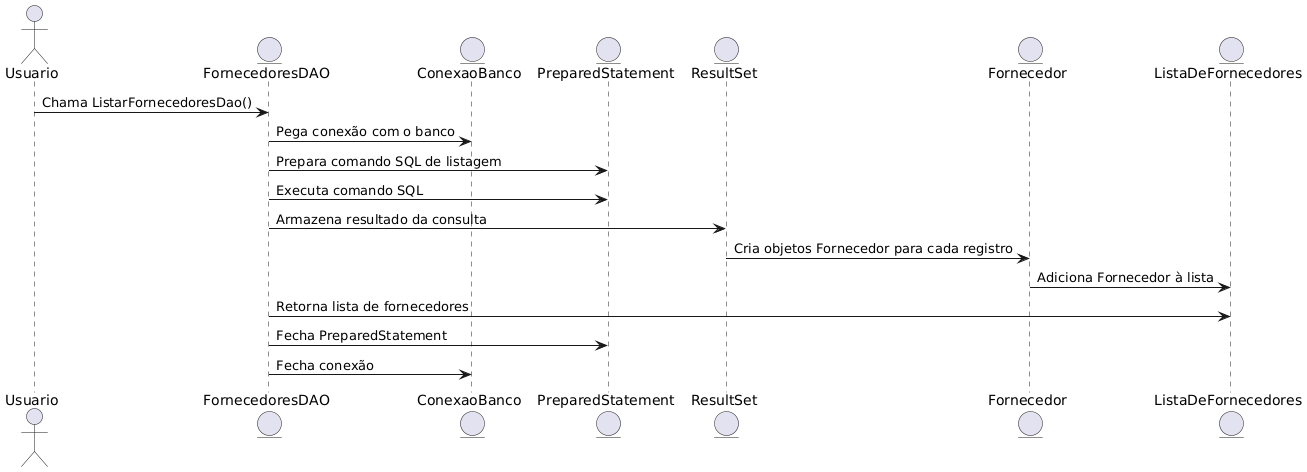 Usuario
FornecedoresDAO
ConexaoBanco
PreparedStatement
ResultSet
Fornecedor
ListaDeFornecedores
Chama ListarFornecedoresDao()
Pega conexão com o banco
Prepara comando SQL de listagem
Executa comando SQL
Armazena resultado da consulta
Cria objetos Fornecedor para cada registro
Adiciona Fornecedor à lista
Retorna lista de fornecedores
Fecha PreparedStatement
Fecha conexão
Usuario
FornecedoresDAO
ConexaoBanco
PreparedStatement
ResultSet
Fornecedor
ListaDeFornecedores